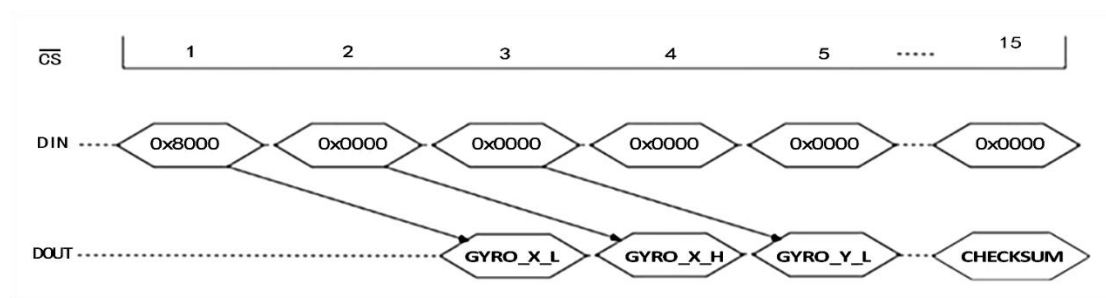 CS 1 2 3 4 5 ..... 15
DIN 0x8000 0x0000 0x0000 0x0000 0x0000 0x0000
DOUT GYRO_X_L GYRO_X_H GYRO_Y_L CHECKSUM